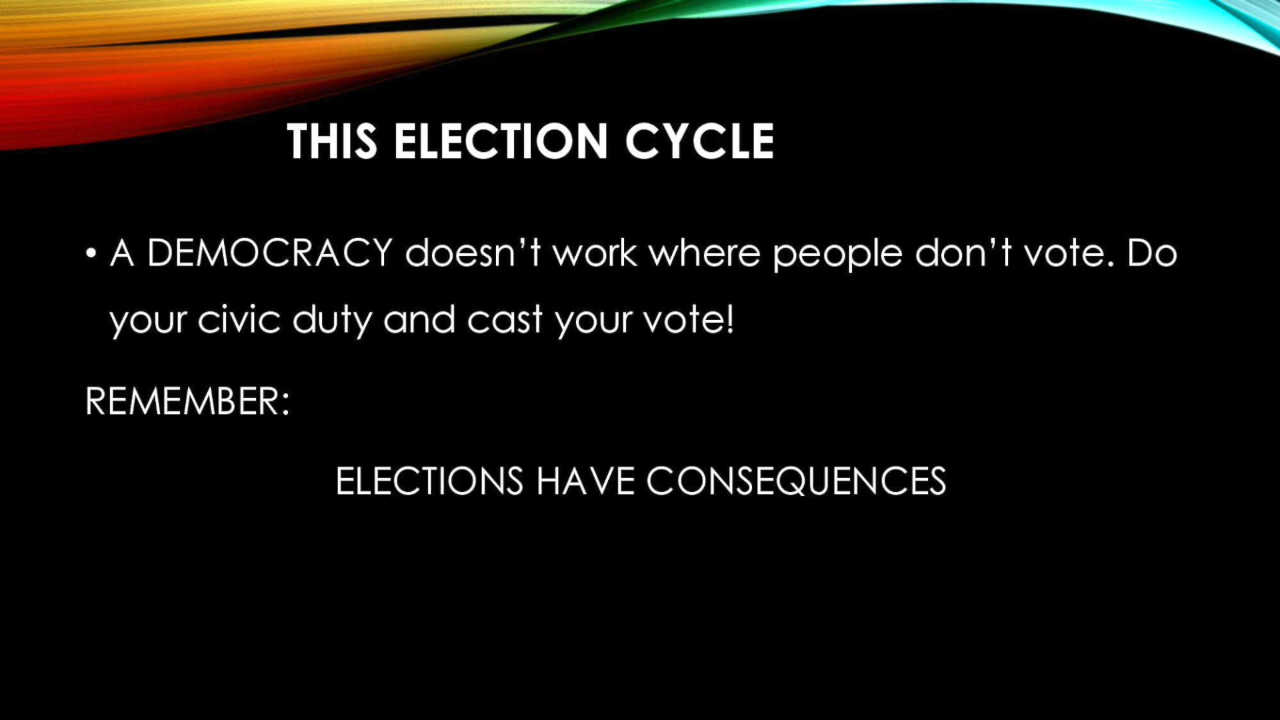 THIS ELECTION CYCLE
• A DEMOCRACY doesn’t work where people don’t vote. Do
your civic duty and cast your vote!
REMEMBER:
ELECTIONS HAVE CONSEQUENCES